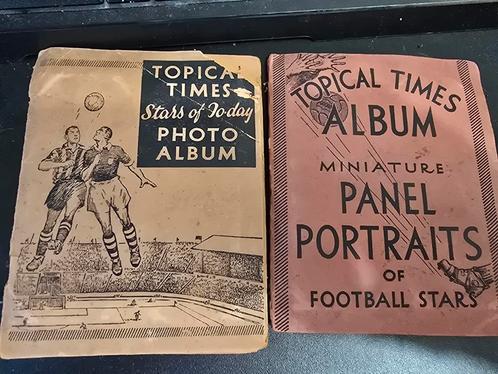 TOPICAL
TIMES
Stars of To-day
PHOTO
ALBUM
TOPICAL TIMES
ALBUM
MINIATURE
PANEL
PORTRAITS
OF
FOOTBALL STARS